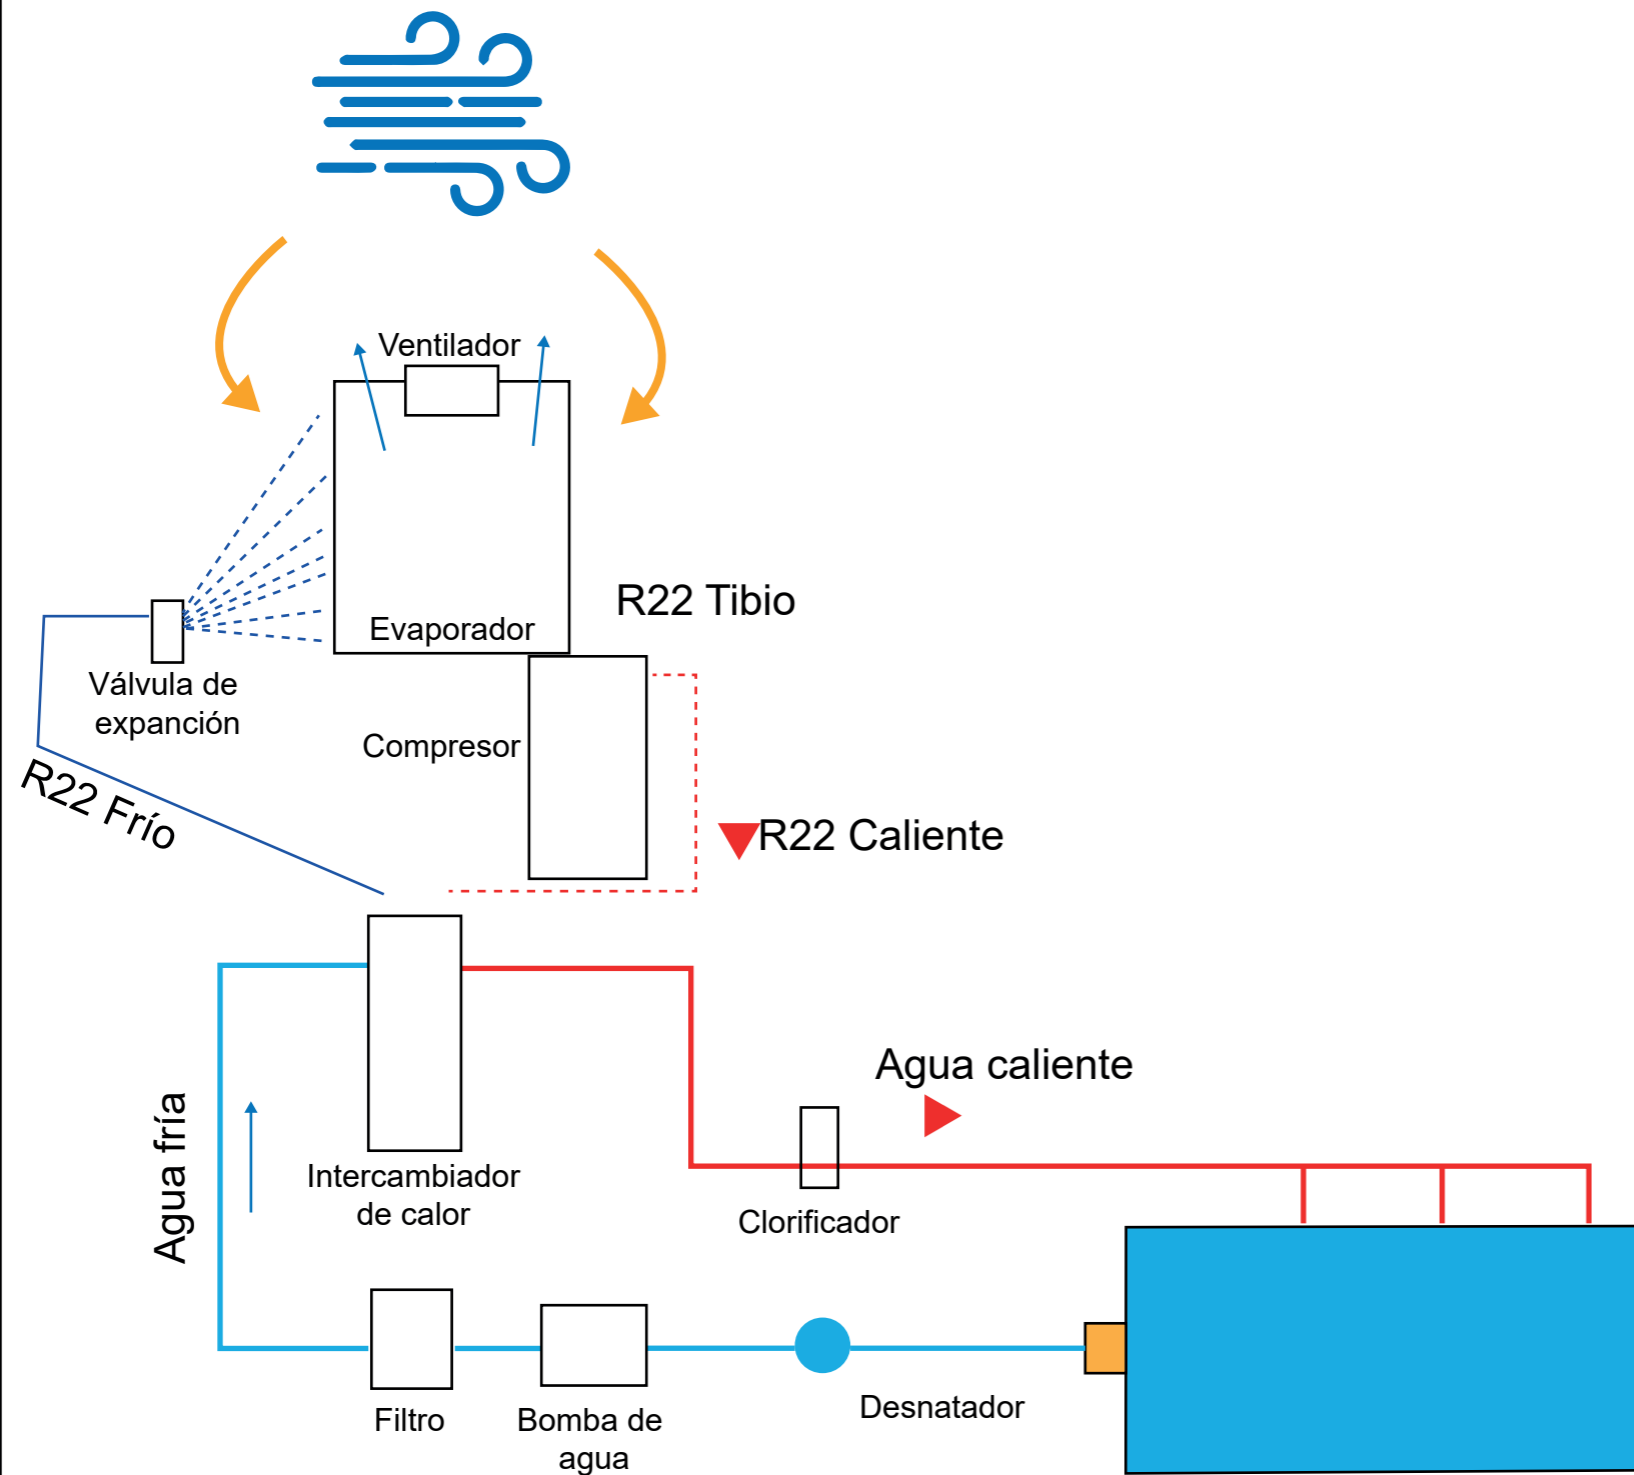 Ventilador
R22 Tibio
Evaporador
Válvula de
expanción
Compresor
R22 Frío
R22 Caliente
Agua caliente
Agua fría
Intercambiador
de calor
Clorificador
Desnatador
Filtro
Bomba de
agua